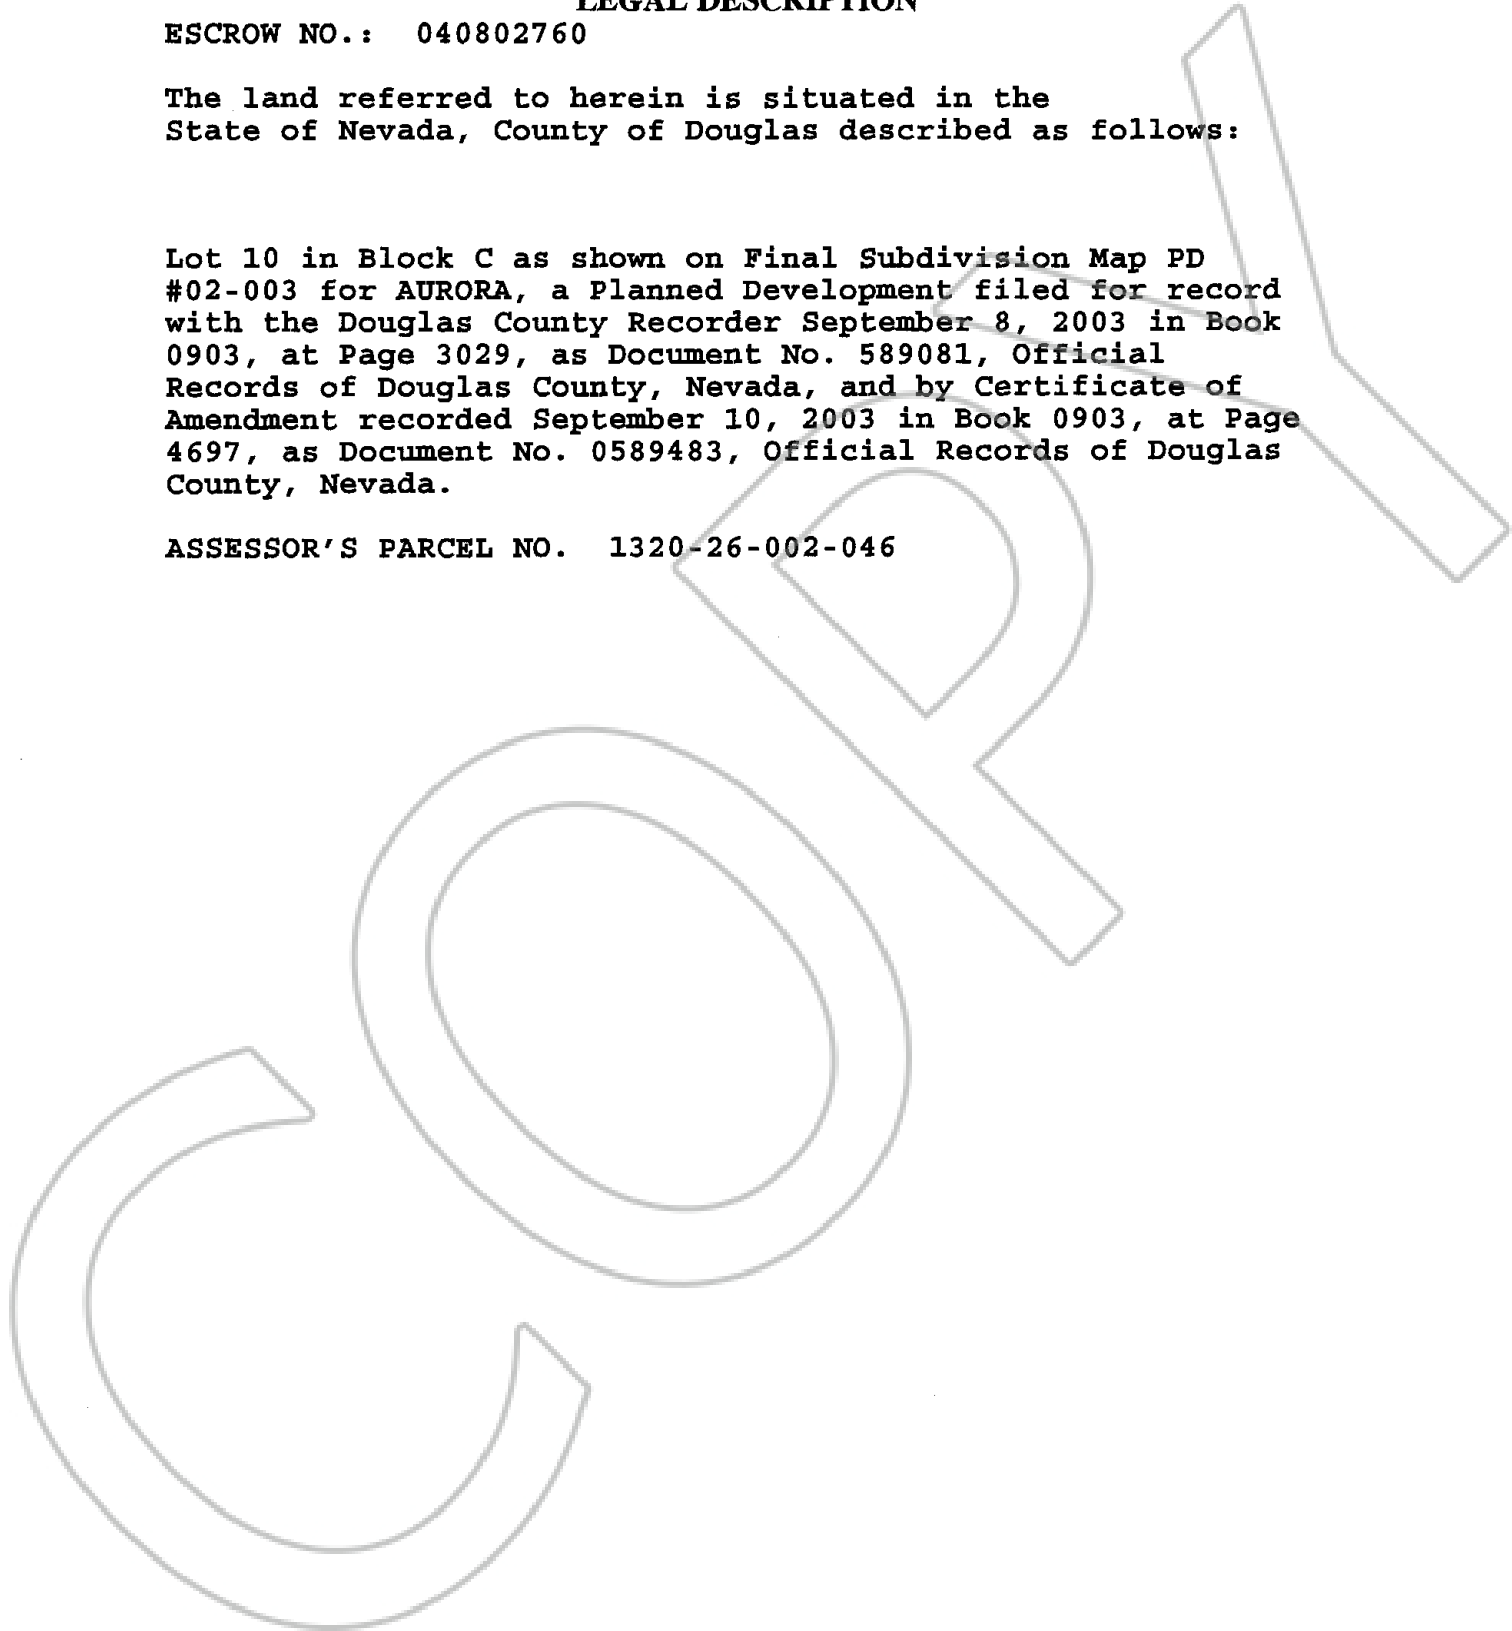 LEGAL DESCRIPTION
ESCROW NO.: 040802760
The land referred to herein is situated in the
State of Nevada, County of Douglas described as follows:
Lot 10 in Block C as shown on Final Subdivision Map PD
#02-003 for AURORA, a Planned Development filed for record
with the Douglas County Recorder September 8, 2003 in Book
0903, at Page 3029, as Document No. 589081, Official
Records of Douglas County, Nevada, and by Certificate of
Amendment recorded September 10, 2003 in Book 0903, at Page
4697, as Document No. 0589483, Official Records of Douglas
County, Nevada.
ASSESSOR'S PARCEL NO. 1320-26-002-046
COPY